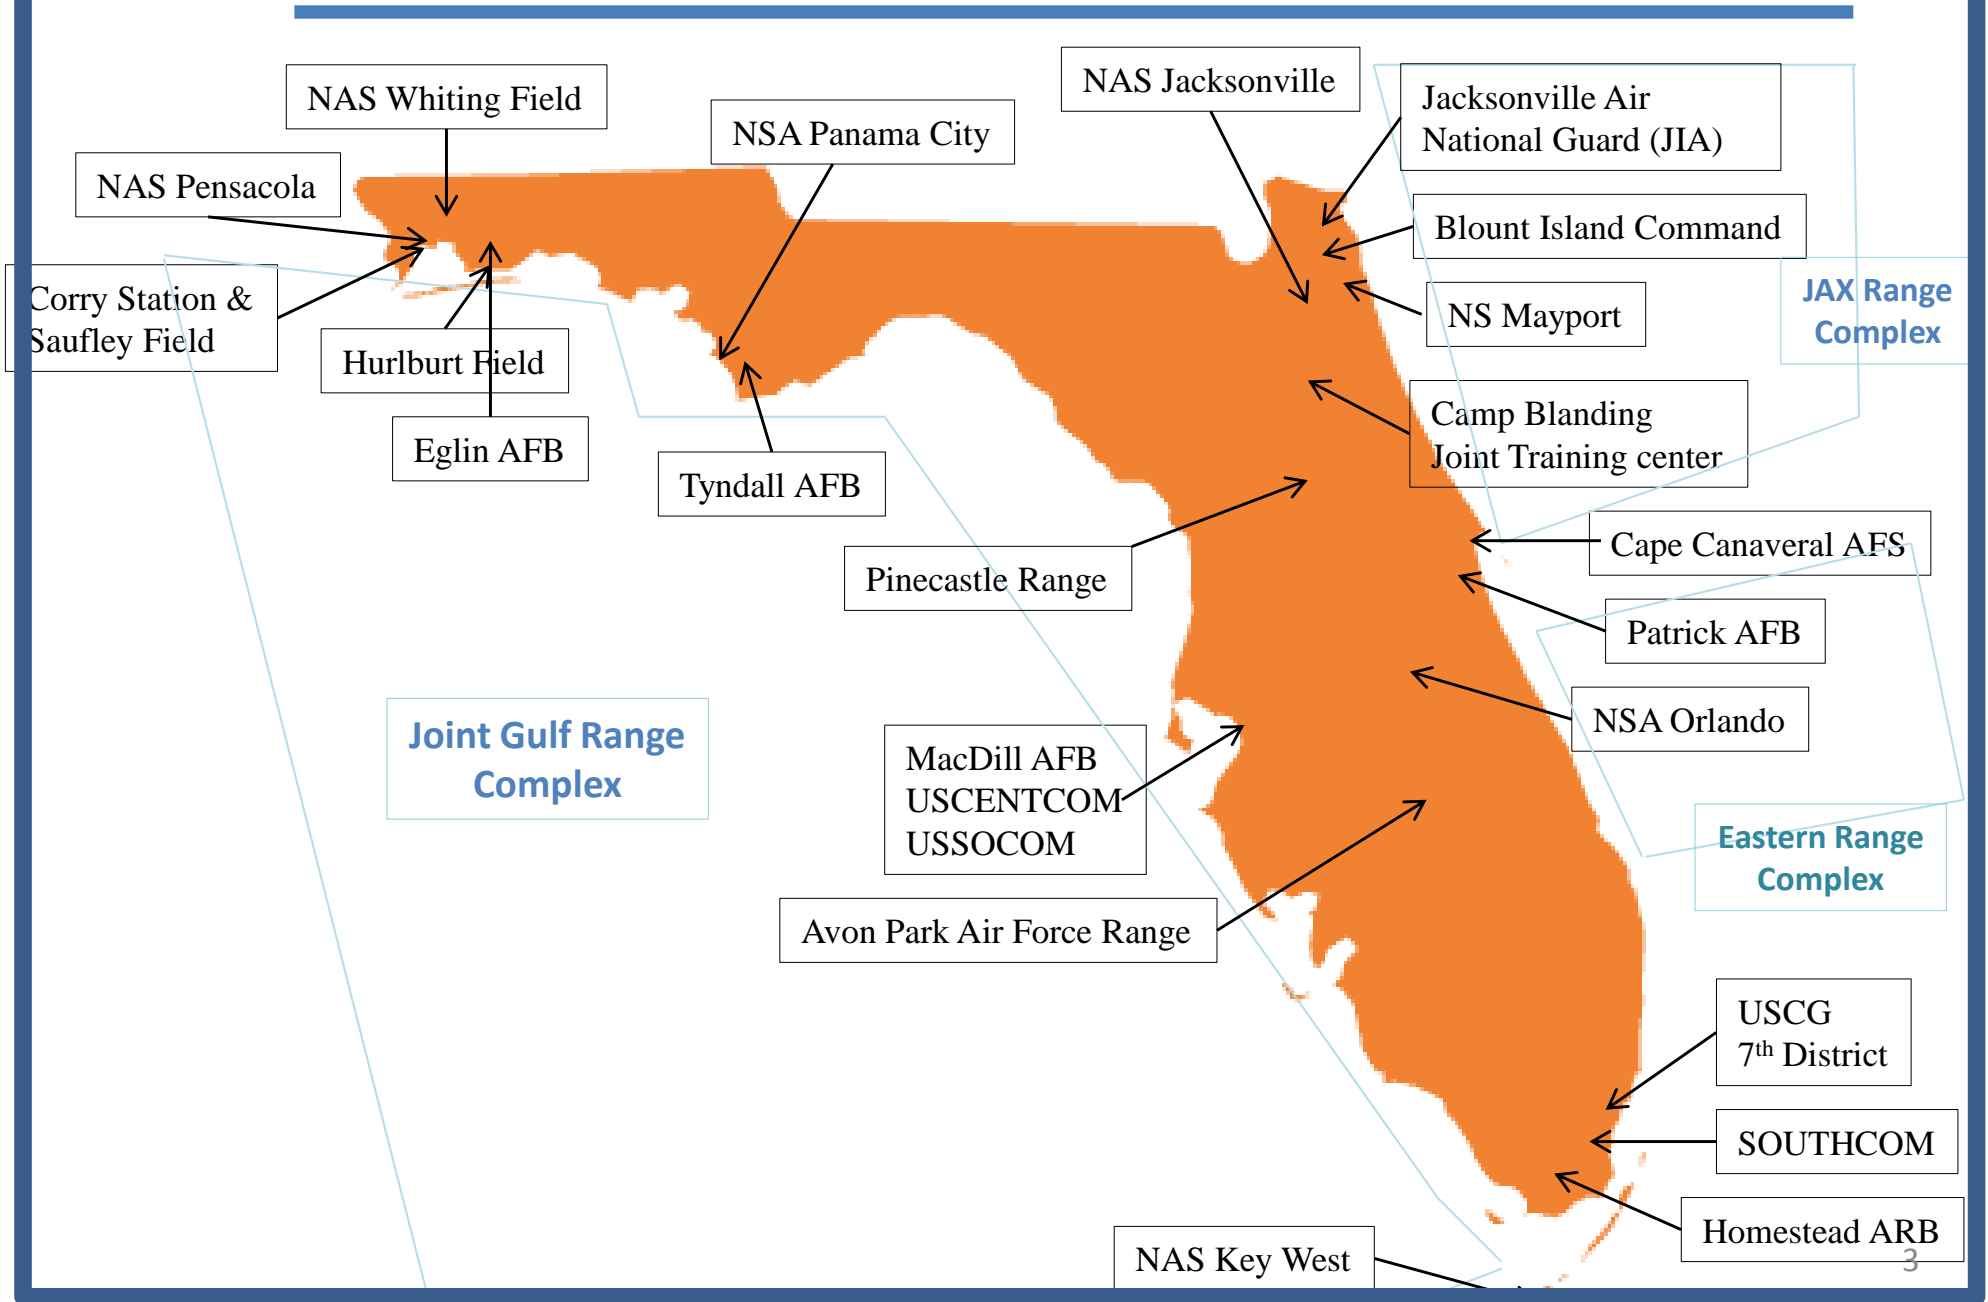 NAS Whiting Field
NAS Jacksonville
Jacksonville Air
National Guard (JIA)
NSA Panama City
NAS Pensacola
Blount Island Command
Corry Station &
Saufley Field
JAX Range
Complex
NS Mayport
Hurlburt Field
Eglin AFB
Camp Blanding
Joint Training center
Tyndall AFB
Cape Canaveral AFS
Pinecastle Range
Patrick AFB
NSA Orlando
Joint Gulf Range
Complex
MacDill AFB
USCENTCOM
USSOCOM
Eastern Range
Complex
Avon Park Air Force Range
USCG
7th District
SOUTHCOM
Homestead ARB
NAS Key West
3